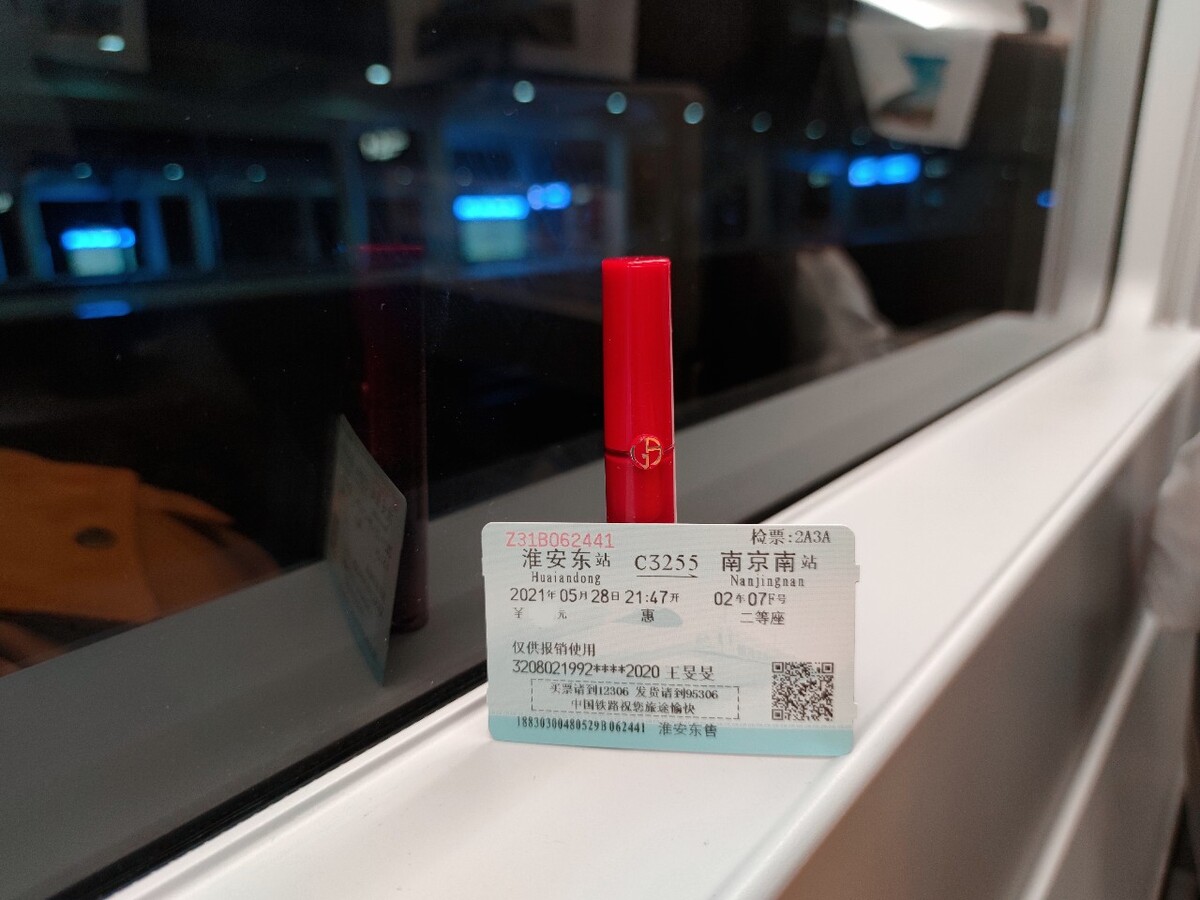 Z31B062441 检票:2A3A
淮安东站 C3255 南京南站
Huaiandong Nanjingnan
2021年05月28日21:47开 02车07F号
¥ 元 惠 二等座
仅供报销使用
3208021992****2020 王旻旻
买票请到12306 发货请到95306
中国铁路祝您旅途愉快
18830300480529B062441 淮安东售